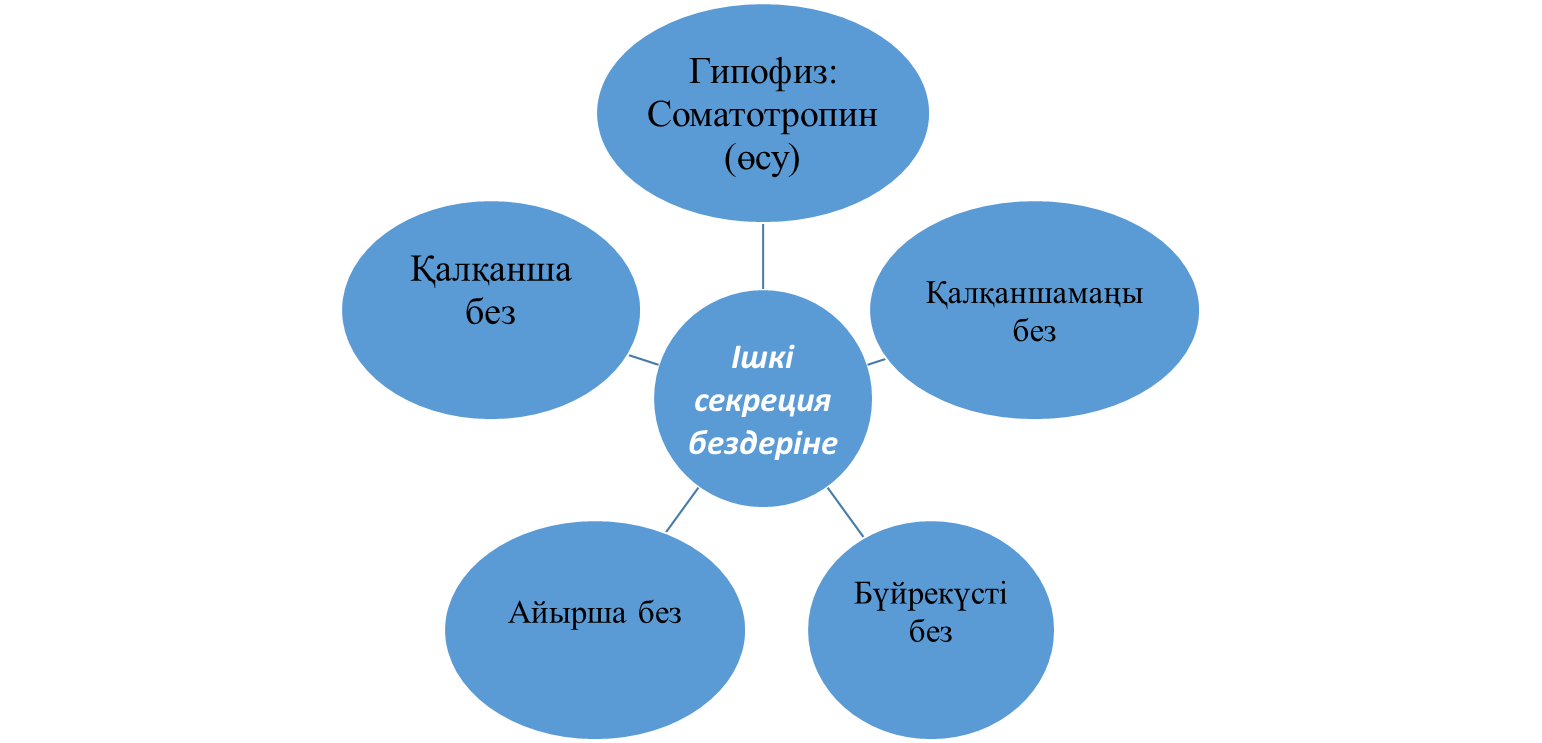 Гипофиз:
Соматотропин
(өсу)
Қалқанша
без
Қалқаншамаңы
без
Ішкі
секреция
бездеріне
Айырша без
Бүйрекүсті
без